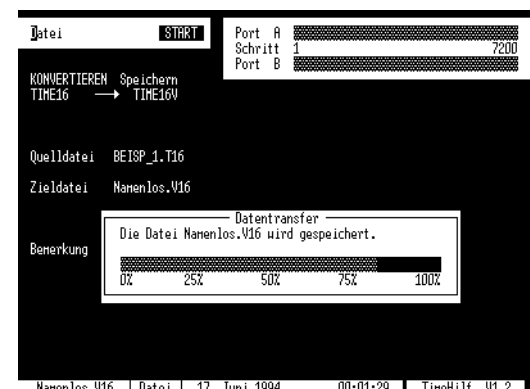 Datei START
Port A
Schritt 1 7200
Port B
KONVERTIEREN Speichern
TIME16 → TIME16V
Quelldatei BEISP_1.T16
Zieldatei Namenlos.V16
Datentransfer
Die Datei Namenlos.V16 wird gespeichert.
Bemerkung
0% 25% 50% 75% 100%
Namenlos.V16 Datei 17. Juni 1994 00:01:29 TimeHilf V1.2